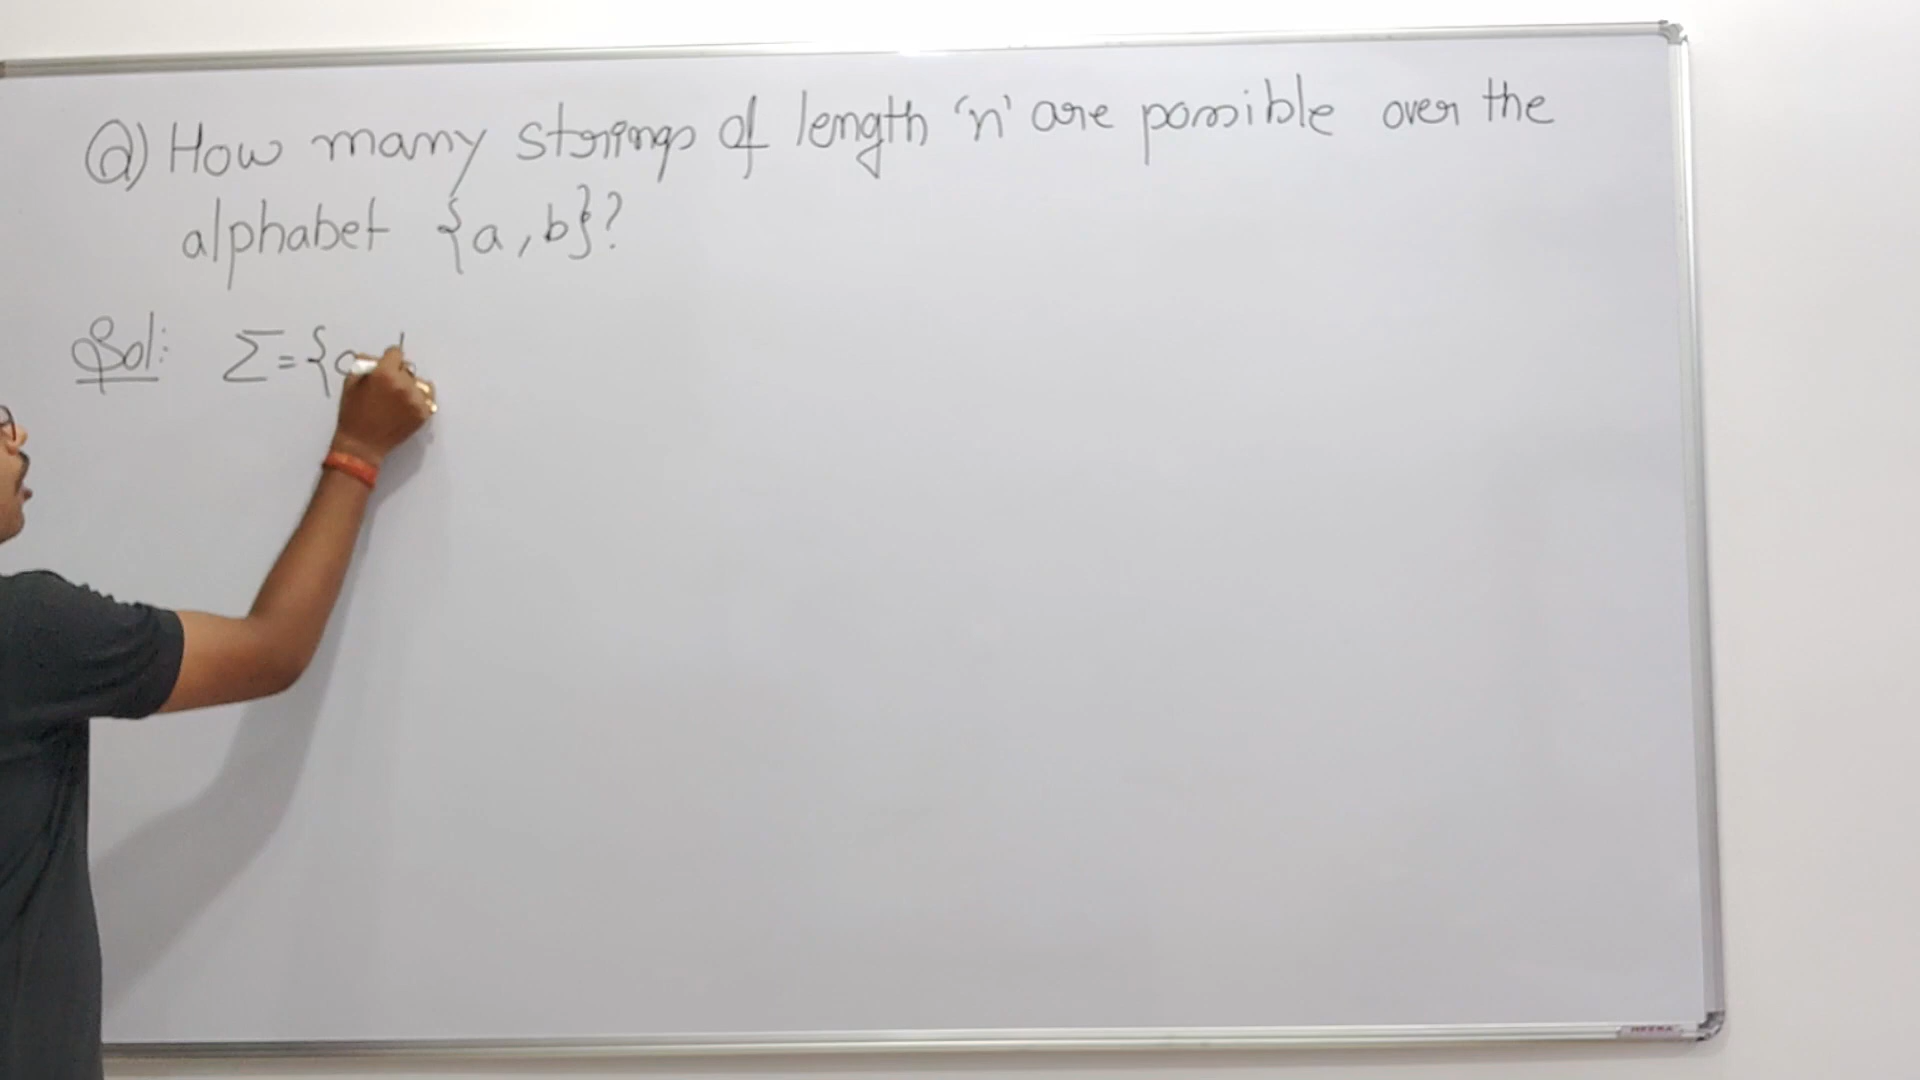 Q) How many strings of length 'n' are possible over the
alphabet {a, b}?
Sol: Σ = {a, b